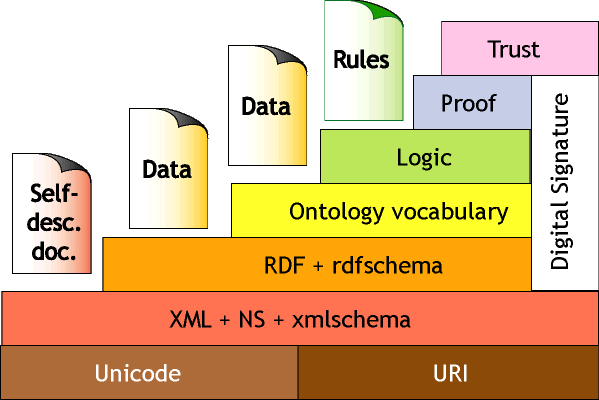 Trust
Rules
Proof
Data
Logic
Data
Digital Signature
Self-
desc.
doc.
Ontology vocabulary
RDF + rdfschema
XML + NS + xmlschema
Unicode
URI